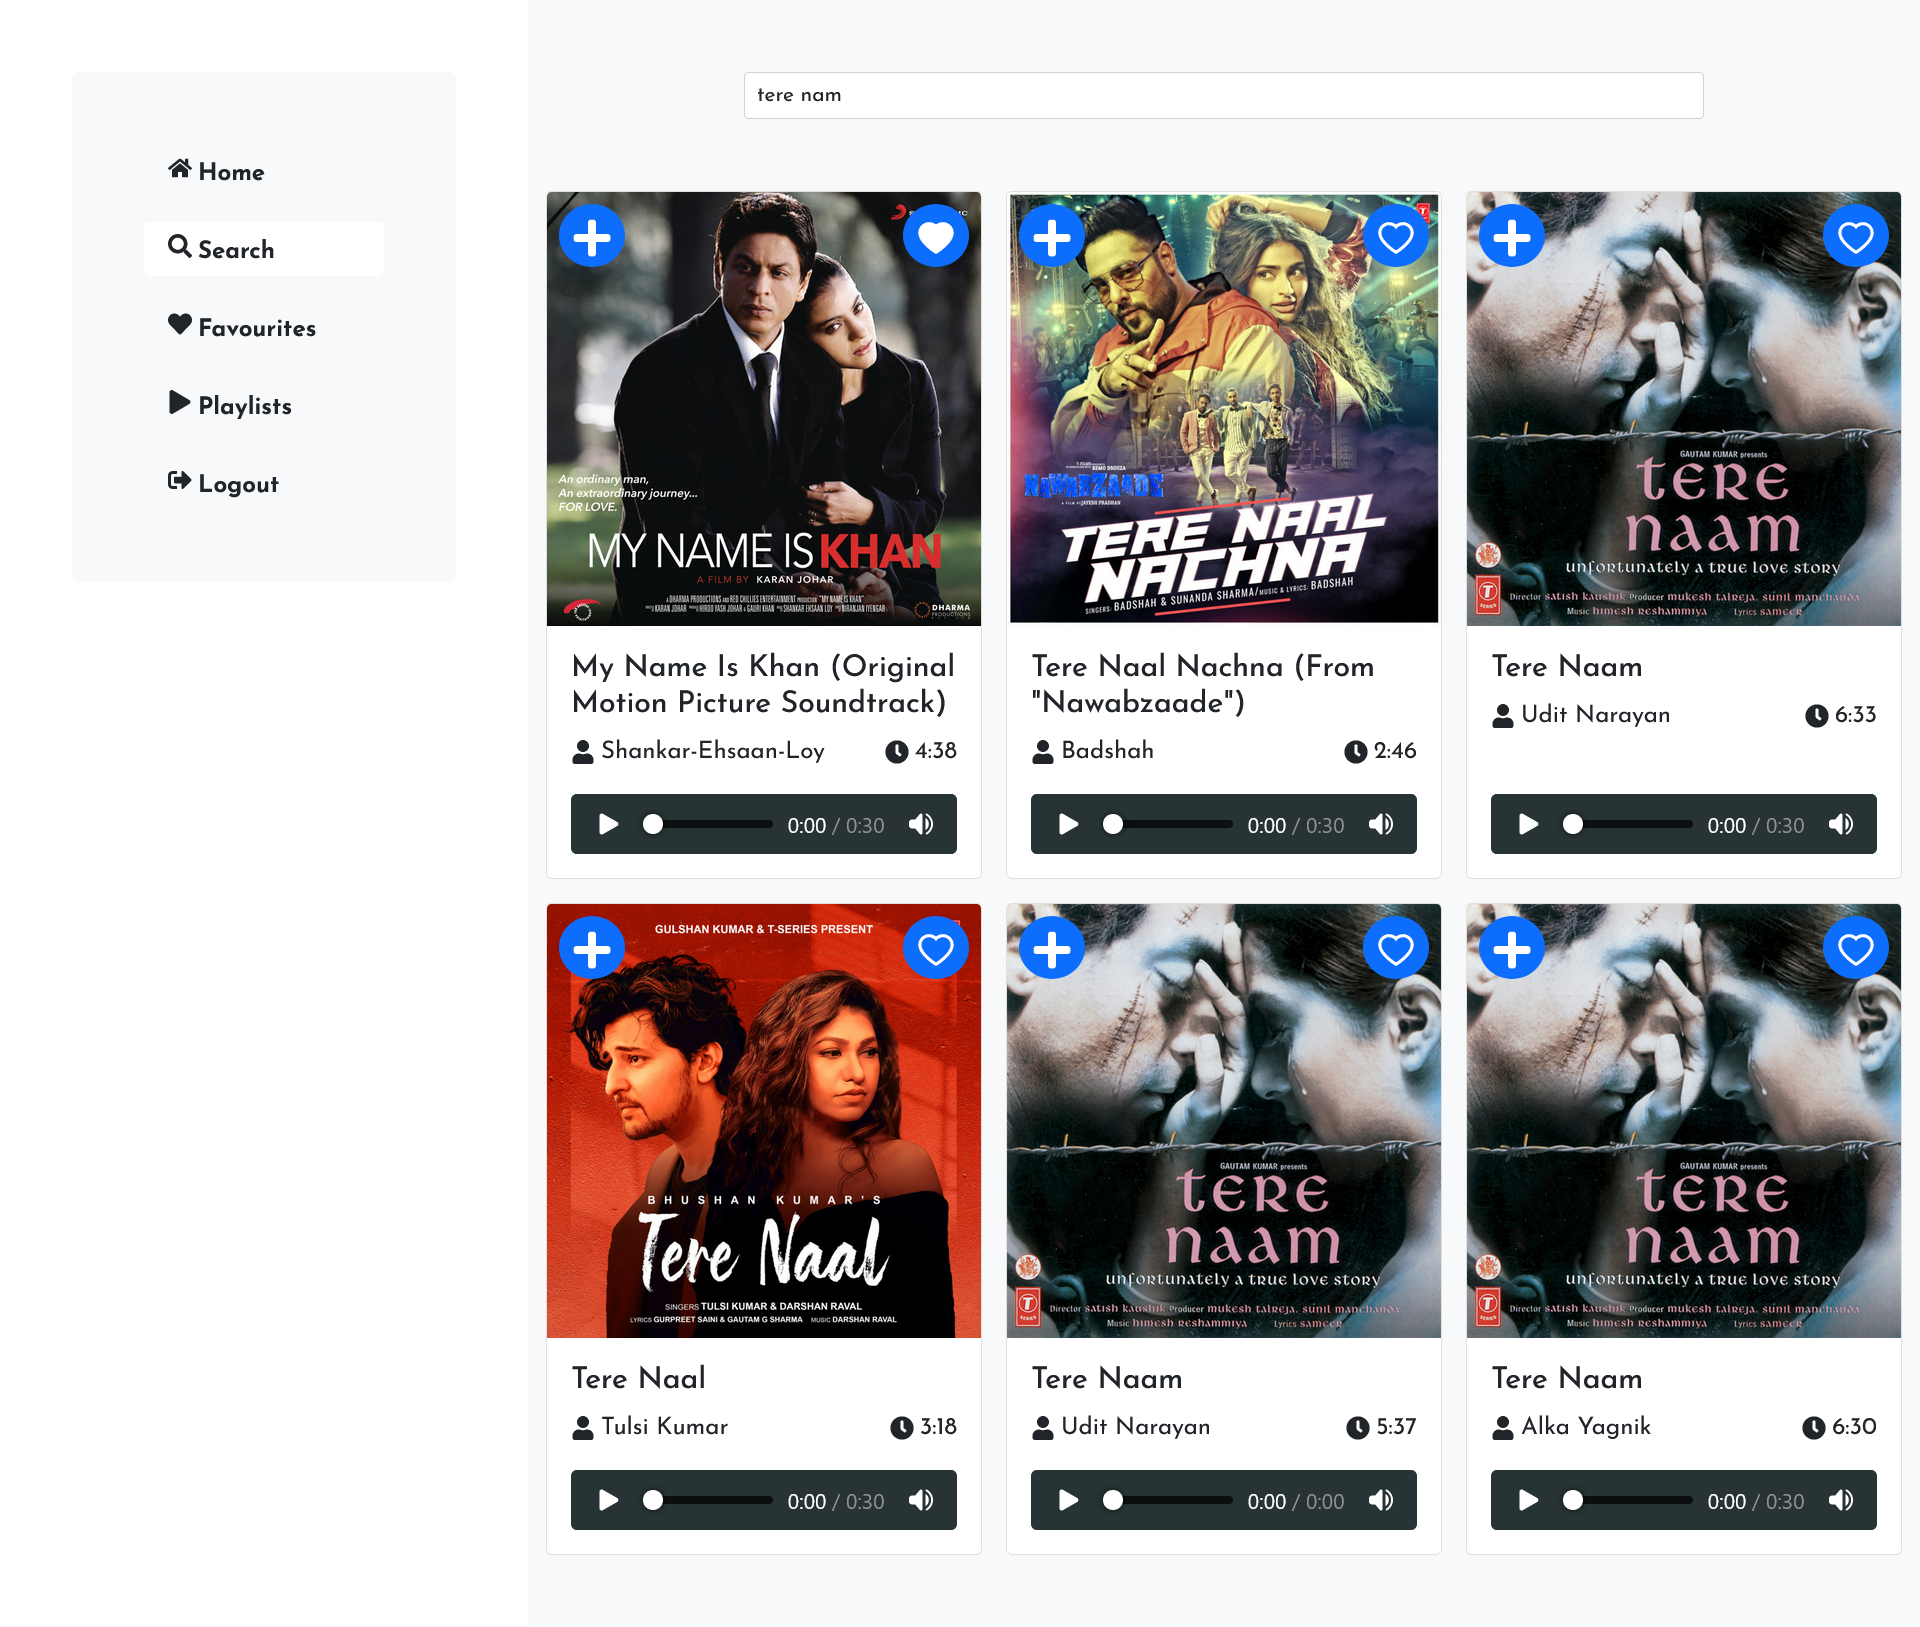 Home
Search
Favourites
Playlists
Logout
tere nam
An ordinary man,
An extraordinary journey...
FOR LOVE.
MY NAME IS KHAN
A FILM BY KARAN JOHAR
DHARMA
PRODUCTIONS
My Name Is Khan (Original
Motion Picture Soundtrack)
Shankar-Ehsaan-Loy 4:38
0:00 / 0:30
REMO DSOUZA
NAWABZAADE
A FILM BY JAYESH PRADHAN
TERE NAAL
NACHNA
SINGERS: BADSHAH & SUNANDA SHARMA/MUSIC & LYRICS: BADSHAH
Tere Naal Nachna (From
"Nawabzaade")
Badshah 2:46
0:00 / 0:30
GAUTAM KUMAR presents
TERE
NAAM
unfortunately a true love story
T
SERIES
Director satish kaushik Producer mukesh talreja, sunil manchanda
Music himesh reshammiya Lyrics sameer
Tere Naam
Udit Narayan 6:33
0:00 / 0:30
GULSHAN KUMAR & T-SERIES PRESENT
BHUSHAN KUMAR'S
Tere Naal
SINGERS TULSI KUMAR & DARSHAN RAVAL
LYRICS GURPREET SAINI & GAUTAM G SHARMA MUSIC DARSHAN RAVAL
Tere Naal
Tulsi Kumar 3:18
0:00 / 0:30
GAUTAM KUMAR presents
TERE
NAAM
unfortunately a true love story
T
SERIES
Director satish kaushik Producer mukesh talreja, sunil manchanda
Music himesh reshammiya Lyrics sameer
Tere Naam
Udit Narayan 5:37
0:00 / 0:00
GAUTAM KUMAR presents
TERE
NAAM
unfortunately a true love story
T
SERIES
Director satish kaushik Producer mukesh talreja, sunil manchanda
Music himesh reshammiya Lyrics sameer
Tere Naam
Alka Yagnik 6:30
0:00 / 0:30